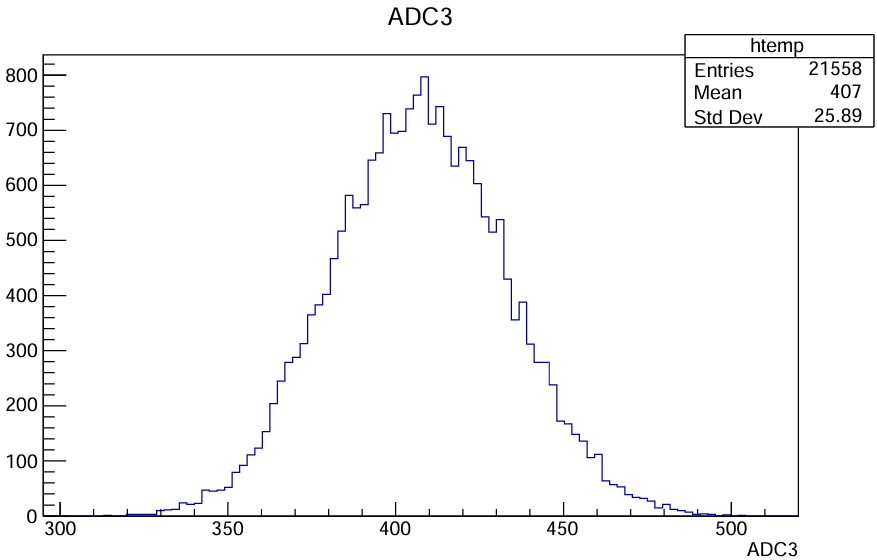 ADC3
htemp
Entries 21558
Mean 407
Std Dev 25.89
800
700
600
500
400
300
200
100
0
300 350 400 450 500
ADC3